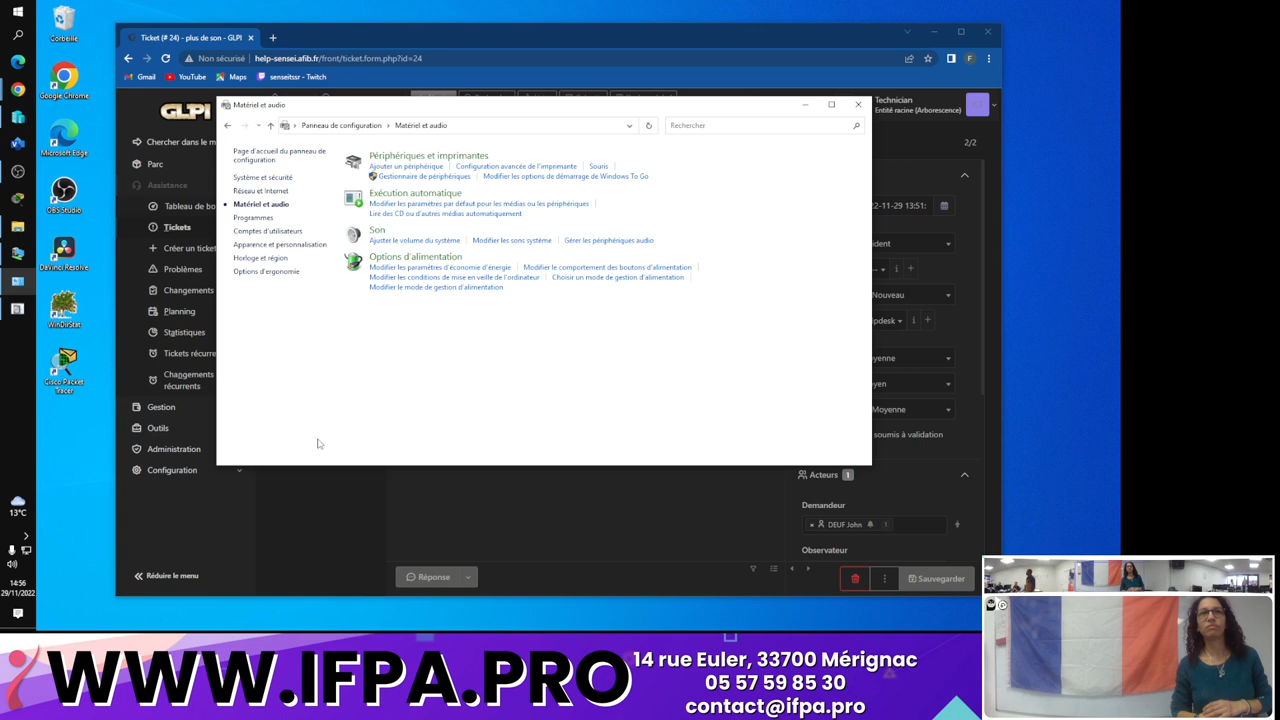 Corbeille
Google Chrome
Microsoft Edge
OBS Studio
DaVinci Resolve
WinDirStat
Cisco Packet
Tracer
13°C
14:56
29/11/2022
Ticket (# 24) - plus de son - GLPI
Non sécurisé
help-sensei.afib.fr/front/ticket.form.php?id=24
F
Gmail
YouTube
Maps
senseitssr - Twitch
GLPI
Chercher dans le m
Parc
Assistance
Tableau de bo
Tickets
Créer un ticket
Problèmes
Changements
Planning
Statistiques
Tickets récurr
Changements
récurrents
Gestion
Outils
Administration
Configuration
Réduire le menu
Matériel et audio
Panneau de configuration
Matériel et audio
Rechercher
Page d'accueil du panneau de
configuration
Système et sécurité
Réseau et Internet
Matériel et audio
Programmes
Comptes d'utilisateurs
Apparence et personnalisation
Horloge et région
Options d'ergonomie
Périphériques et imprimantes
Ajouter un périphérique
Configuration avancée de l'imprimante
Souris
Gestionnaire de périphériques
Modifier les options de démarrage de Windows To Go
Exécution automatique
Modifier les paramètres par défaut pour les médias ou les périphériques
Lire des CD ou d'autres médias automatiquement
Son
Ajuster le volume du système
Modifier les sons système
Gérer les périphériques audio
Options d'alimentation
Modifier les paramètres d'économie d'énergie
Modifier le comportement des boutons d'alimentation
Modifier les conditions de mise en veille de l'ordinateur
Choisir un mode de gestion d'alimentation
Modifier le mode de gestion d'alimentation
Technician
Entité racine (Arborescence)
2/2
22-11-29 13:51:
ident
Nouveau
lpdesk
oyenne
yen
Moyenne
soumis à validation
Acteurs 1
Demandeur
DEUF John
Observateur
Réponse
Sauvegarder
WWW.IFPA.PRO
14 rue Euler, 33700 Mérignac
05 57 59 85 30
contact@ifpa.pro